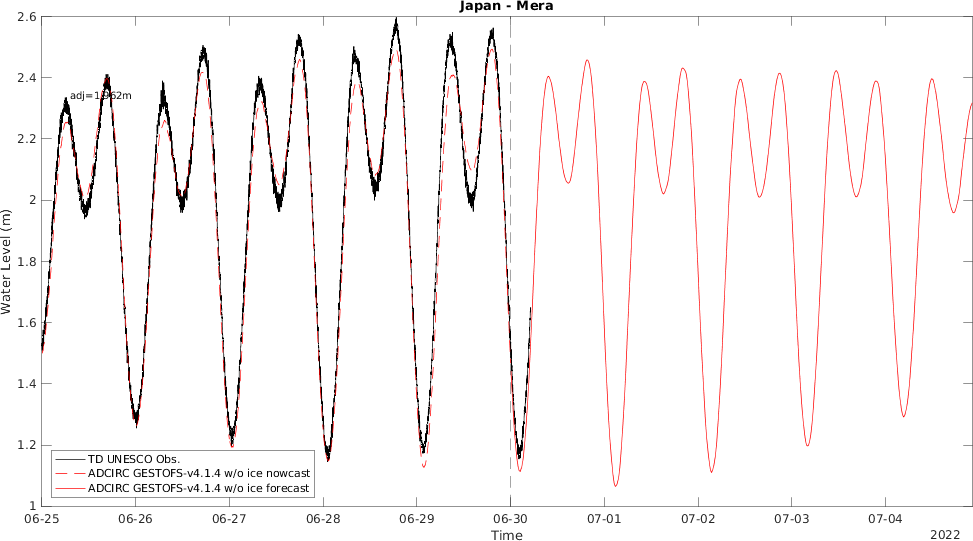 Japan - Mera
2.6
2.4
adj=1.962m
2.2
2
Water Level (m)
1.8
1.6
1.4
1.2
TD UNESCO Obs.
ADCIRC GESTOFS-v4.1.4 w/o ice nowcast
ADCIRC GESTOFS-v4.1.4 w/o ice forecast
1
06-25 06-26 06-27 06-28 06-29 06-30 07-01 07-02 07-03 07-04
Time
2022